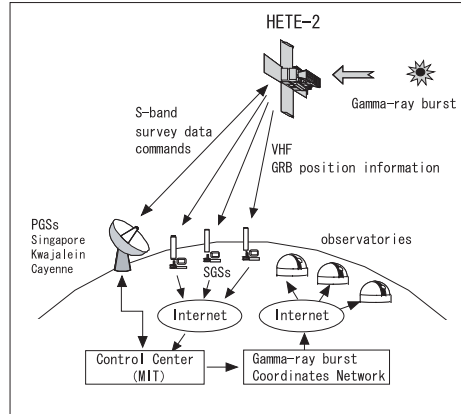 HETE-2
Gamma-ray burst
S-band
survey data
commands
VHF
GRB position information
PGSs
Singapore
Kwajalein
Cayenne
SGSs
observatories
Internet
Internet
Control Center
(MIT)
Gamma-ray burst
Coordinates Network